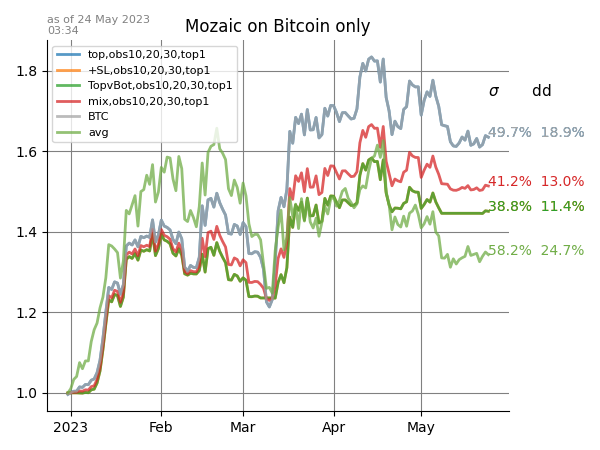 as of 24 May 2023
03:34
Mozaic on Bitcoin only
top,obs10,20,30,top1
+SL,obs10,20,30,top1
TopvBot,obs10,20,30,top1
mix,obs10,20,30,top1
BTC
avg
σ dd
49.7% 18.9%
41.2% 13.0%
38.8% 11.4%
58.2% 24.7%
1.8
1.6
1.4
1.2
1.0
2023 Feb Mar Apr May